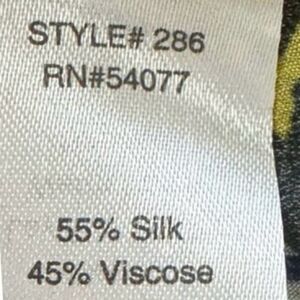 STYLE# 286
RN#54077
55% Silk
45% Viscose